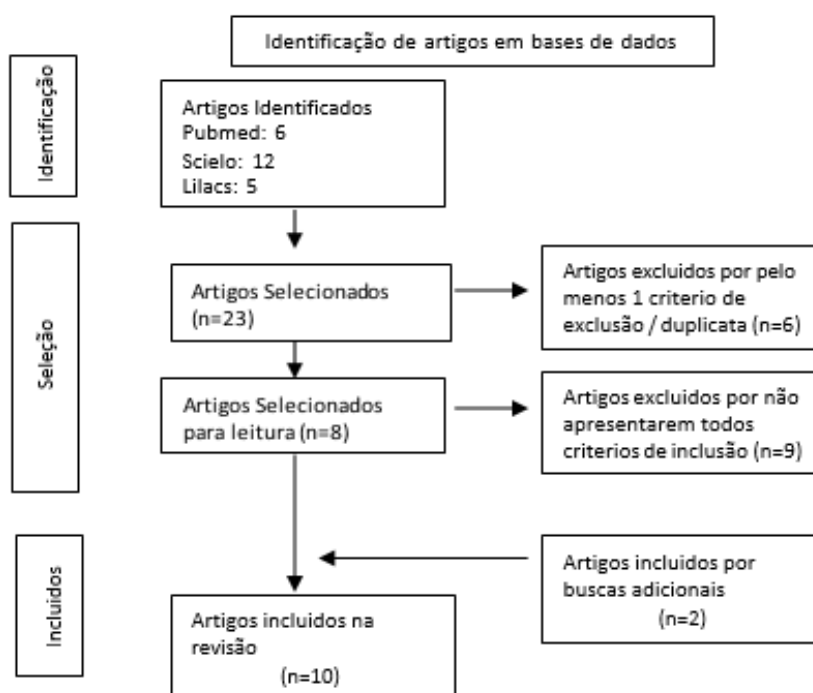 Identificação de artigos em bases de dados
Identificação
Artigos Identificados
Pubmed: 6
Scielo: 12
Lilacs: 5
Seleção
Artigos Selecionados
(n=23)
Artigos excluidos por pelo
menos 1 criterio de
exclusão / duplicata (n=6)
Artigos Selecionados
para leitura (n=8)
Artigos excluidos por não
apresentarem todos
criterios de inclusão (n=9)
Incluidos
Artigos incluidos por
buscas adicionais
(n=2)
Artigos incluidos na
revisão
(n=10)